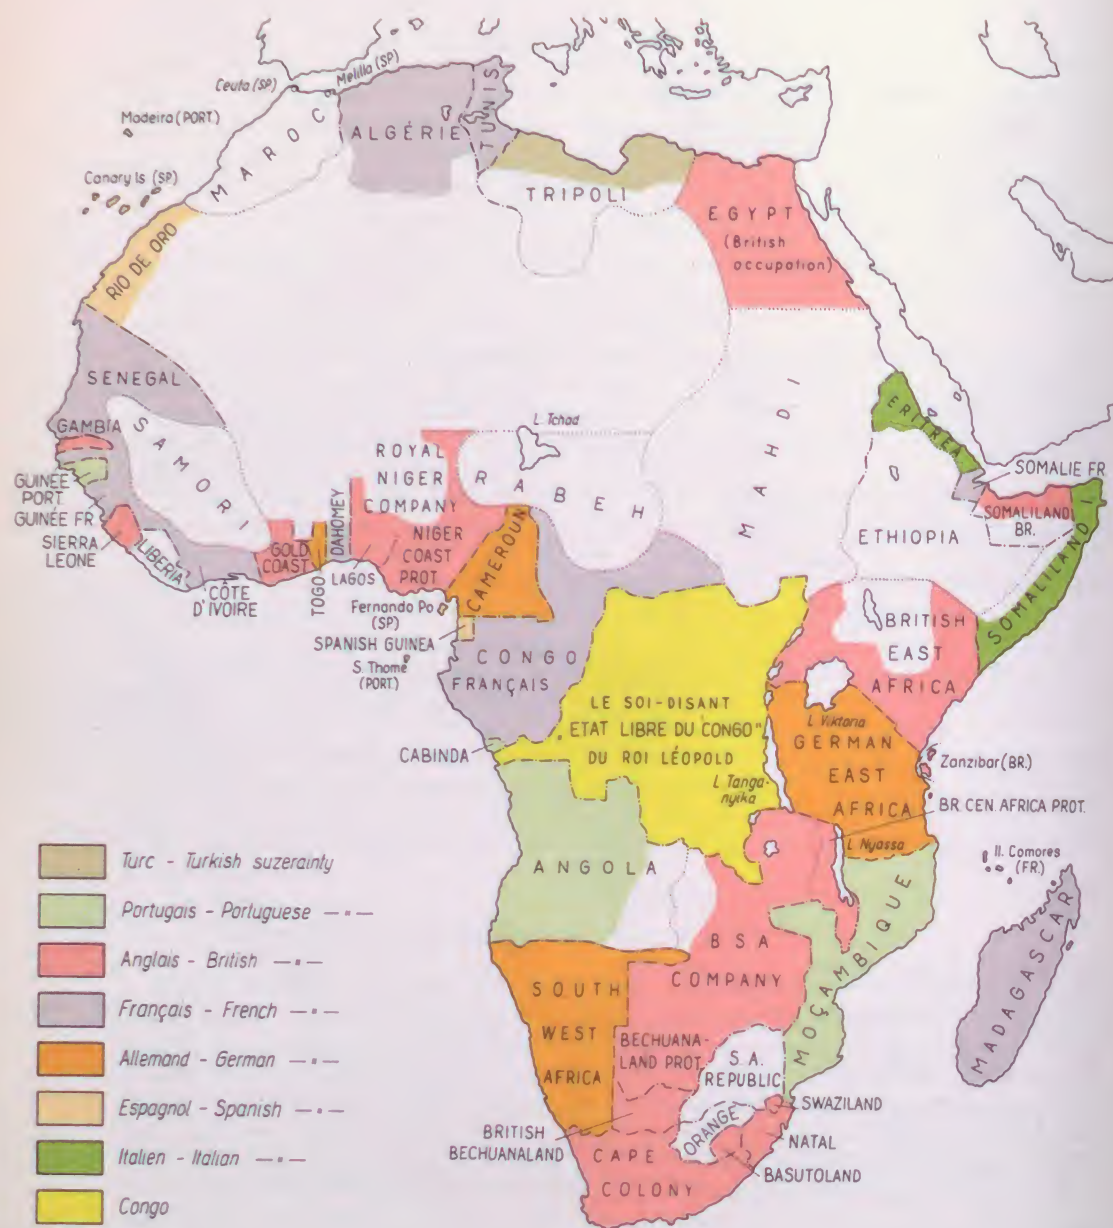 Ceuta (SP)
Melilla (SP)
Madeira (PORT.)
Canary Is (SP)
MAROC
ALGÉRIE
TUNIS
TRIPOLI
EGYPT
(British
occupation)
RIO DE ORO
SENEGAL
GAMBIA
SAMORI
GUINÉE
PORT.
GUINÉE FR
SIERRA
LEONE
LIBERIA
CÔTE
D'IVOIRE
GOLD
COAST
TOGO
DAHOMEY
LAGOS
ROYAL
NIGER
COMPANY
NIGER
COAST
PROT.
L. Tchad
RABEH
MAHDI
ERITREA
SOMALIE FR.
SOMALILAND
BR.
ETHIOPIA
SOMALILAND I
CAMEROUN
Fernando Po
(SP)
SPANISH GUINEA
S. Thomé
(PORT.)
CONGO
FRANÇAIS
CABINDA
LE SOI-DISANT
„ETAT LIBRE DU CONGO"
DU ROI LÉOPOLD
BRITISH
EAST
AFRICA
L. Viktoria
GERMAN
EAST
AFRICA
L. Tanga-
nyika
Zanzibar (BR.)
BR. CEN AFRICA PROT.
L. Nyassa
Il. Comores
(FR.)
ANGOLA
BSA
COMPANY
MOÇAMBIQUE
MADAGASCAR
SOUTH
WEST
AFRICA
BECHUANA-
LAND PROT.
S.A.
REPUBLIC
SWAZILAND
ORANGE
NATAL
BRITISH
BECHUANALAND
BASUTOLAND
CAPE
COLONY
Turc - Turkish suzerainty
Portugais - Portuguese
Anglais - British
Français - French
Allemand - German
Espagnol - Spanish
Italien - Italian
Congo